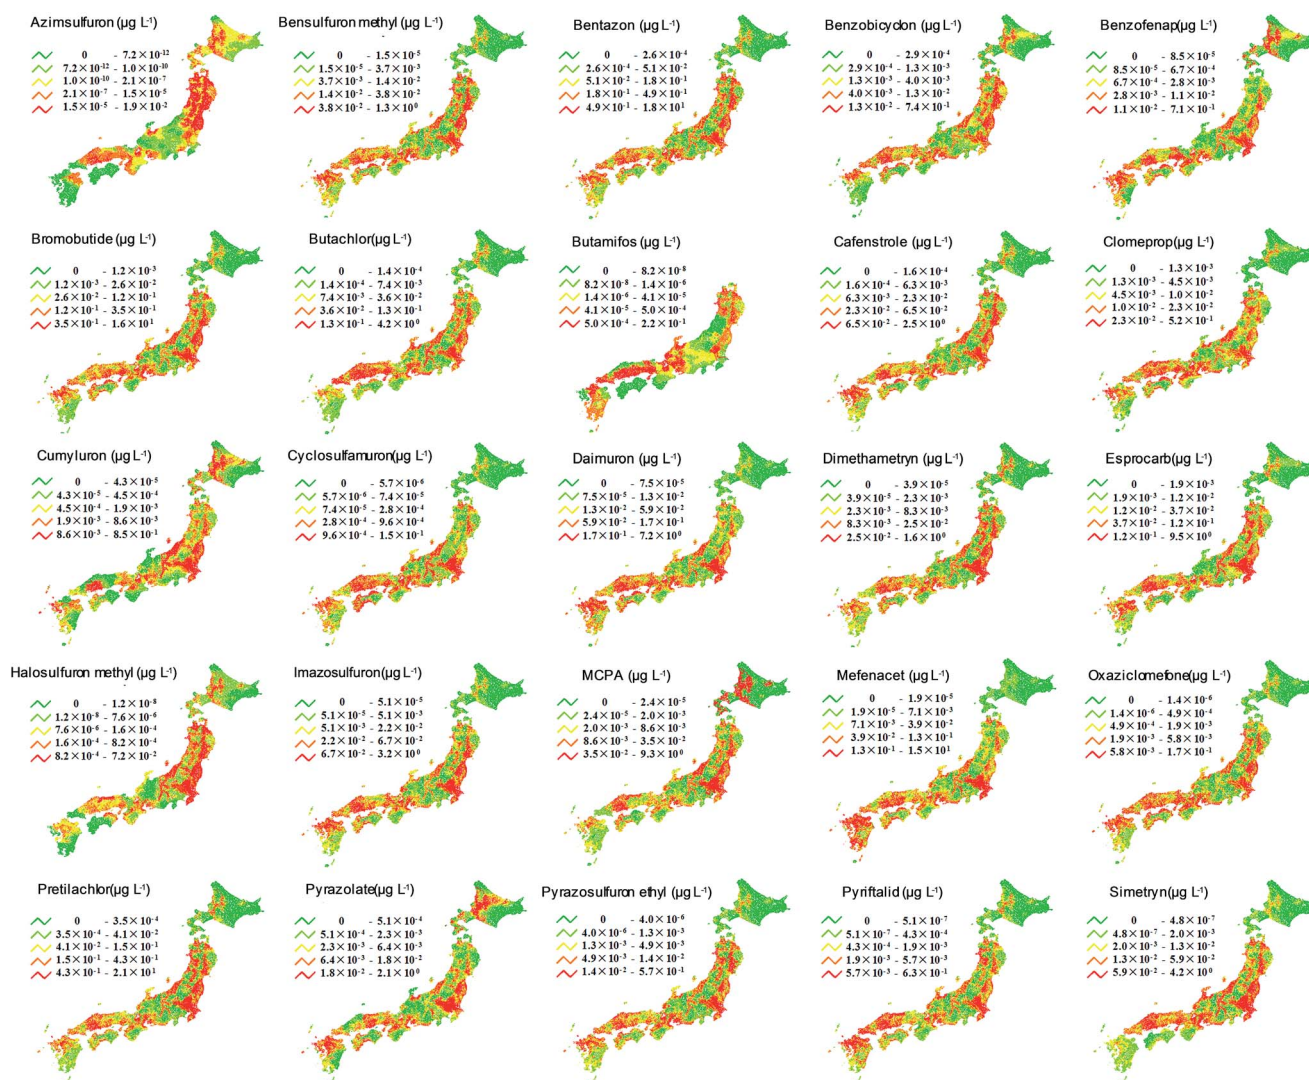 Azimsulfuron (µg L-1)
0 - 7.2×10-12
7.2×10-12 - 1.0×10-10
1.0×10-10 - 2.1×10-7
2.1×10-7 - 1.5×10-5
1.5×10-5 - 1.9×10-2
Bensulfuron methyl (µg L-1)
0 - 1.5×10-5
1.5×10-5 - 3.7×10-3
3.7×10-3 - 1.4×10-2
1.4×10-2 - 3.8×10-2
3.8×10-2 - 1.3×100
Bentazon (µg L-1)
0 - 2.6×10-4
2.6×10-4 - 5.1×10-2
5.1×10-2 - 1.8×10-1
1.8×10-1 - 4.9×10-1
4.9×10-1 - 1.8×101
Benzobicyclon (µg L-1)
0 - 2.9×10-4
2.9×10-4 - 1.3×10-3
1.3×10-3 - 4.0×10-3
4.0×10-3 - 1.3×10-2
1.3×10-2 - 7.4×10-1
Benzofenap(µg L-1)
0 - 8.5×10-5
8.5×10-5 - 6.7×10-4
6.7×10-4 - 2.8×10-3
2.8×10-3 - 1.1×10-2
1.1×10-2 - 7.1×10-1
Bromobutide (µg L-1)
0 - 1.2×10-3
1.2×10-3 - 2.6×10-2
2.6×10-2 - 1.2×10-1
1.2×10-1 - 3.5×10-1
3.5×10-1 - 1.6×101
Butachlor(µg L-1)
0 - 1.4×10-4
1.4×10-4 - 7.4×10-3
7.4×10-3 - 3.6×10-2
3.6×10-2 - 1.3×10-1
1.3×10-1 - 4.2×100
Butamifos (µg L-1)
0 - 8.2×10-8
8.2×10-8 - 1.4×10-6
1.4×10-6 - 4.1×10-5
4.1×10-5 - 5.0×10-4
5.0×10-4 - 2.2×10-1
Cafenstrole (µg L-1)
0 - 1.6×10-4
1.6×10-4 - 6.3×10-3
6.3×10-3 - 2.3×10-2
2.3×10-2 - 6.5×10-2
6.5×10-2 - 2.5×100
Clomeprop(µg L-1)
0 - 1.3×10-3
1.3×10-3 - 4.5×10-3
4.5×10-3 - 1.0×10-2
1.0×10-2 - 2.3×10-2
2.3×10-2 - 5.2×10-1
Cumyluron (µg L-1)
0 - 4.3×10-5
4.3×10-5 - 4.5×10-4
4.5×10-4 - 1.9×10-3
1.9×10-3 - 8.6×10-3
8.6×10-3 - 8.5×10-1
Cyclosulfamuron(µg L-1)
0 - 5.7×10-6
5.7×10-6 - 7.4×10-5
7.4×10-5 - 2.8×10-4
2.8×10-4 - 9.6×10-4
9.6×10-4 - 1.5×10-1
Daimuron (µg L-1)
0 - 7.5×10-5
7.5×10-5 - 1.3×10-2
1.3×10-2 - 5.9×10-2
5.9×10-2 - 1.7×10-1
1.7×10-1 - 7.2×100
Dimethametryn (µg L-1)
0 - 3.9×10-5
3.9×10-5 - 2.3×10-3
2.3×10-3 - 8.3×10-3
8.3×10-3 - 2.5×10-2
2.5×10-2 - 1.6×100
Esprocarb(µg L-1)
0 - 1.9×10-3
1.9×10-3 - 1.2×10-2
1.2×10-2 - 3.7×10-2
3.7×10-2 - 1.2×10-1
1.2×10-1 - 9.5×100
Halosulfuron methyl (µg L-1)
0 - 1.2×10-8
1.2×10-8 - 7.6×10-6
7.6×10-6 - 1.6×10-4
1.6×10-4 - 8.2×10-4
8.2×10-4 - 7.2×10-2
Imazosulfuron(µg L-1)
0 - 5.1×10-5
5.1×10-5 - 5.1×10-3
5.1×10-3 - 2.2×10-2
2.2×10-2 - 6.7×10-2
6.7×10-2 - 3.2×100
MCPA (µg L-1)
0 - 2.4×10-5
2.4×10-5 - 2.0×10-3
2.0×10-3 - 8.6×10-3
8.6×10-3 - 3.5×10-2
3.5×10-2 - 9.3×100
Mefenacet (µg L-1)
0 - 1.9×10-5
1.9×10-5 - 7.1×10-3
7.1×10-3 - 3.9×10-2
3.9×10-2 - 1.3×10-1
1.3×10-1 - 1.5×101
Oxaziclomefone(µg L-1)
0 - 1.4×10-6
1.4×10-6 - 4.9×10-4
4.9×10-4 - 1.9×10-3
1.9×10-3 - 5.8×10-3
5.8×10-3 - 1.7×10-1
Pretilachlor(µg L-1)
0 - 3.5×10-4
3.5×10-4 - 4.1×10-2
4.1×10-2 - 1.5×10-1
1.5×10-1 - 4.3×10-1
4.3×10-1 - 2.1×101
Pyrazolate(µg L-1)
0 - 5.1×10-4
5.1×10-4 - 2.3×10-3
2.3×10-3 - 6.4×10-3
6.4×10-3 - 1.8×10-2
1.8×10-2 - 2.1×100
Pyrazosulfuron ethyl (µg L-1)
0 - 4.0×10-6
4.0×10-6 - 1.3×10-3
1.3×10-3 - 4.9×10-3
4.9×10-3 - 1.4×10-2
1.4×10-2 - 5.7×10-1
Pyriftalid (µg L-1)
0 - 5.1×10-7
5.1×10-7 - 4.3×10-4
4.3×10-4 - 1.9×10-3
1.9×10-3 - 5.7×10-3
5.7×10-3 - 6.3×10-1
Simetryn(µg L-1)
0 - 4.8×10-7
4.8×10-7 - 2.0×10-3
2.0×10-3 - 1.3×10-2
1.3×10-2 - 5.9×10-2
5.9×10-2 - 4.2×100